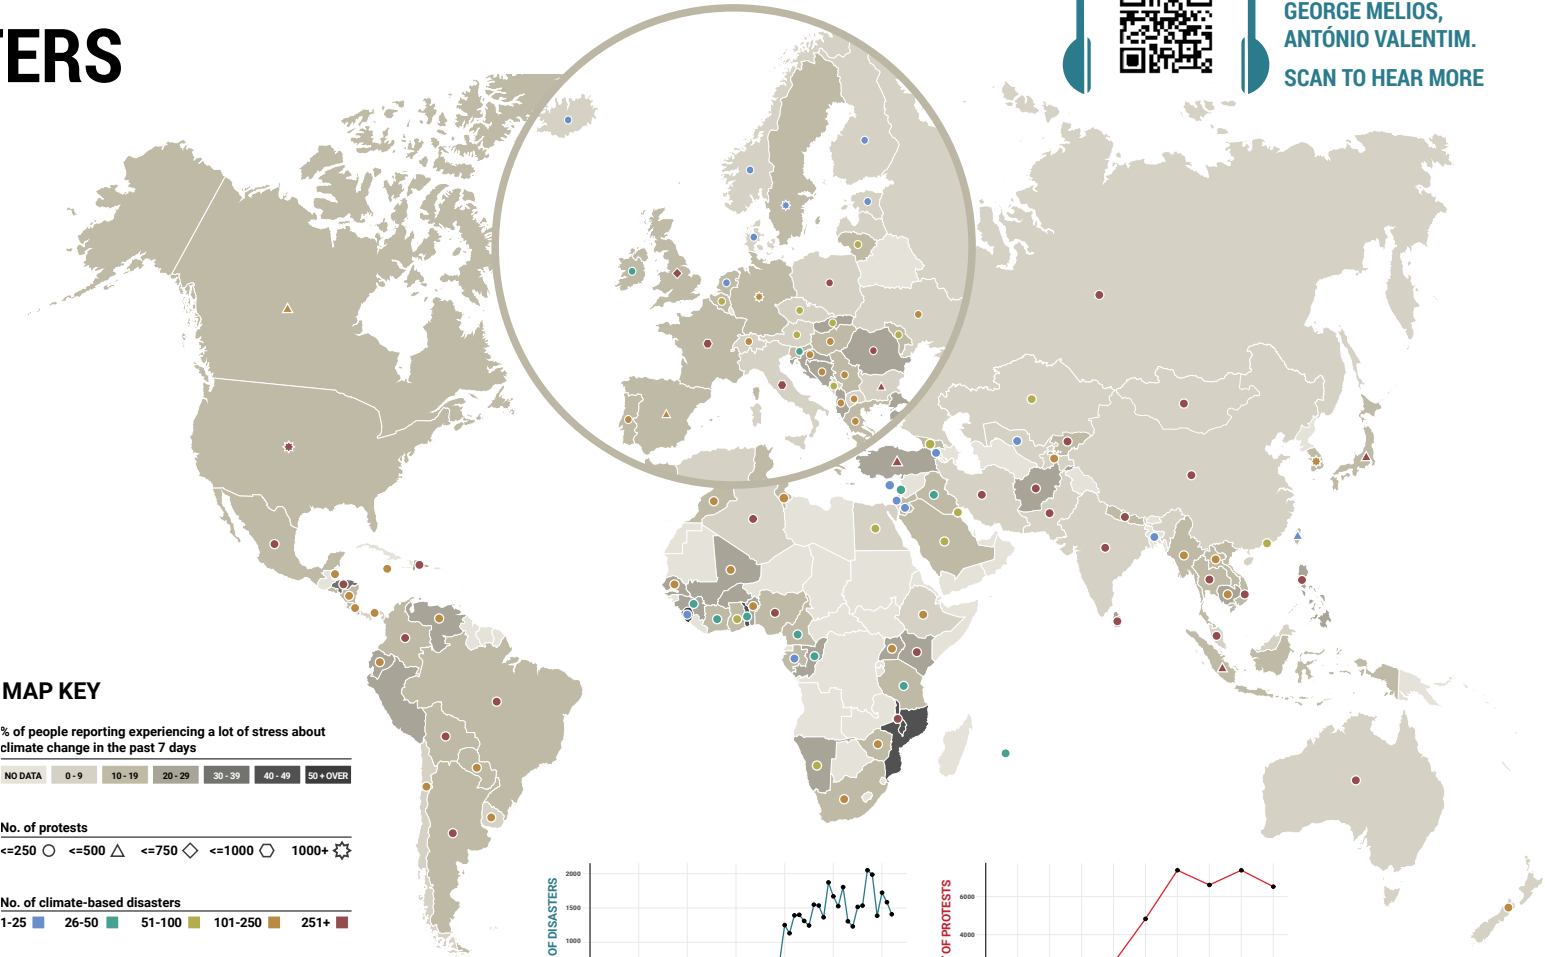 TERS
GEORGE MELIOS,
ANTÓNIO VALENTIM.
SCAN TO HEAR MORE
MAP KEY
% of people reporting experiencing a lot of stress about
climate change in the past 7 days
NO DATA 0 - 9 10 - 19 20 - 29 30 - 39 40 - 49 50 + OVER
No. of protests
<=250 <=500 <=750 <=1000 1000+
No. of climate-based disasters
1-25 26-50 51-100 101-250 251+
OF DISASTERS
2000
1500
1000
OF PROTESTS
6000
4000